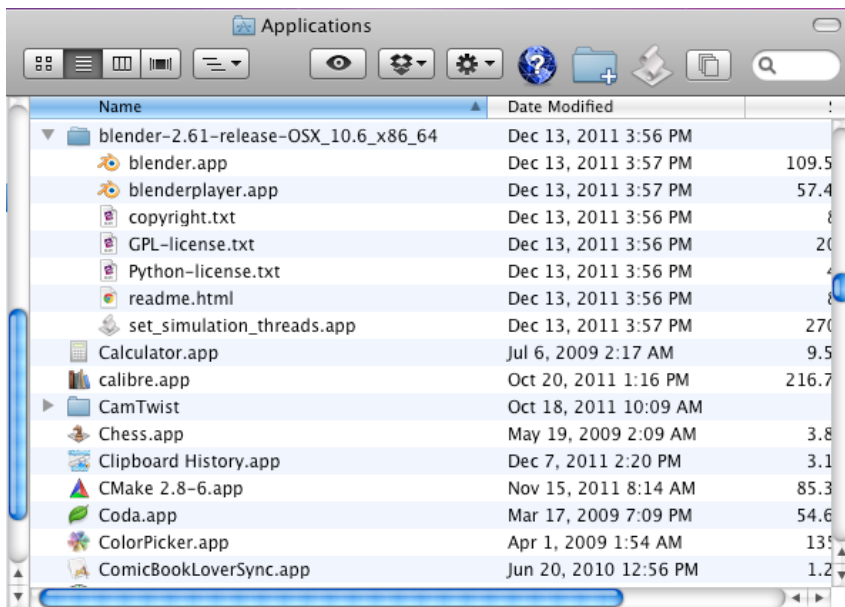 Applications
Name Date Modified
blender-2.61-release-OSX_10.6_x86_64 Dec 13, 2011 3:56 PM
blender.app Dec 13, 2011 3:57 PM 109.5
blenderplayer.app Dec 13, 2011 3:57 PM 57.4
copyright.txt Dec 13, 2011 3:56 PM
GPL-license.txt Dec 13, 2011 3:56 PM 20
Python-license.txt Dec 13, 2011 3:56 PM
readme.html Dec 13, 2011 3:56 PM
set_simulation_threads.app Dec 13, 2011 3:57 PM 270
Calculator.app Jul 6, 2009 2:17 AM 9.5
calibre.app Oct 20, 2011 1:16 PM 216.7
CamTwist Oct 18, 2011 10:09 AM
Chess.app May 19, 2009 2:09 AM 3.8
Clipboard History.app Dec 7, 2011 2:20 PM 3.1
CMake 2.8-6.app Nov 15, 2011 8:14 AM 85.3
Coda.app Mar 17, 2009 7:09 PM 54.6
ColorPicker.app Apr 1, 2009 1:54 AM 135
ComicBookLoverSync.app Jun 20, 2010 12:56 PM 1.2